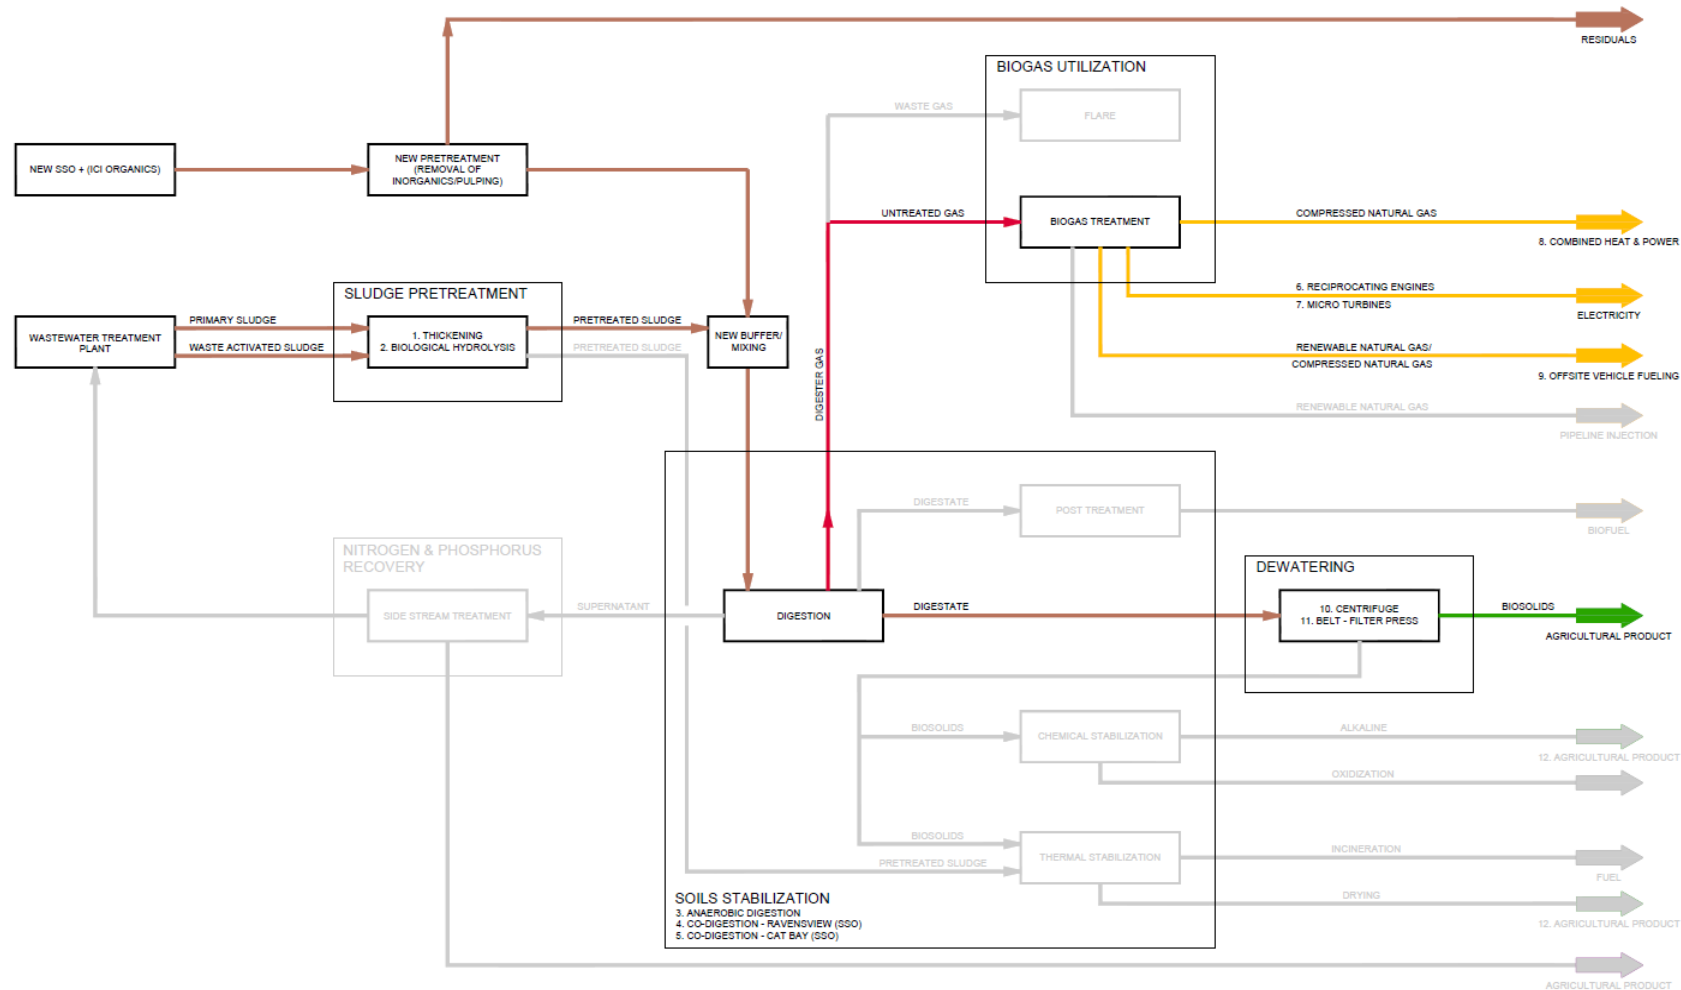 RESIDUALS
BIOGAS UTILIZATION
WASTE GAS
FLARE
NEW SSO + (ICI ORGANICS)
NEW PRETREATMENT
(REMOVAL OF
INORGANICS/PULPING)
UNTREATED GAS
BIOGAS TREATMENT
COMPRESSED NATURAL GAS
8. COMBINED HEAT & POWER
SLUDGE PRETREATMENT
6. RECIPROCATING ENGINES
7. MICRO TURBINES
ELECTRICITY
WASTEWATER TREATMENT
PLANT
PRIMARY SLUDGE
WASTE ACTIVATED SLUDGE
1. THICKENING
2. BIOLOGICAL HYDROLYSIS
PRETREATED SLUDGE
PRETREATED SLUDGE
NEW BUFFER/
MIXING
DIGESTER GAS
RENEWABLE NATURAL GAS/
COMPRESSED NATURAL GAS
9. OFFSITE VEHICLE FUELING
RENEWABLE NATURAL GAS
PIPELINE INJECTION
DIGESTATE
POST TREATMENT
BIOFUEL
NITROGEN & PHOSPHORUS
RECOVERY
SIDE STREAM TREATMENT
SUPERNATANT
DIGESTION
DIGESTATE
DEWATERING
10. CENTRIFUGE
11. BELT - FILTER PRESS
BIOSOLIDS
AGRICULTURAL PRODUCT
BIOSOLIDS
CHEMICAL STABILIZATION
ALKALINE
12. AGRICULTURAL PRODUCT
OXIDIZATION
BIOSOLIDS
PRETREATED SLUDGE
THERMAL STABILIZATION
INCINERATION
FUEL
DRYING
12. AGRICULTURAL PRODUCT
SOILS STABILIZATION
3. ANAEROBIC DIGESTION
4. CO-DIGESTION - RAVENSVIEW (SSO)
5. CO-DIGESTION - CAT BAY (SSO)
AGRICULTURAL PRODUCT